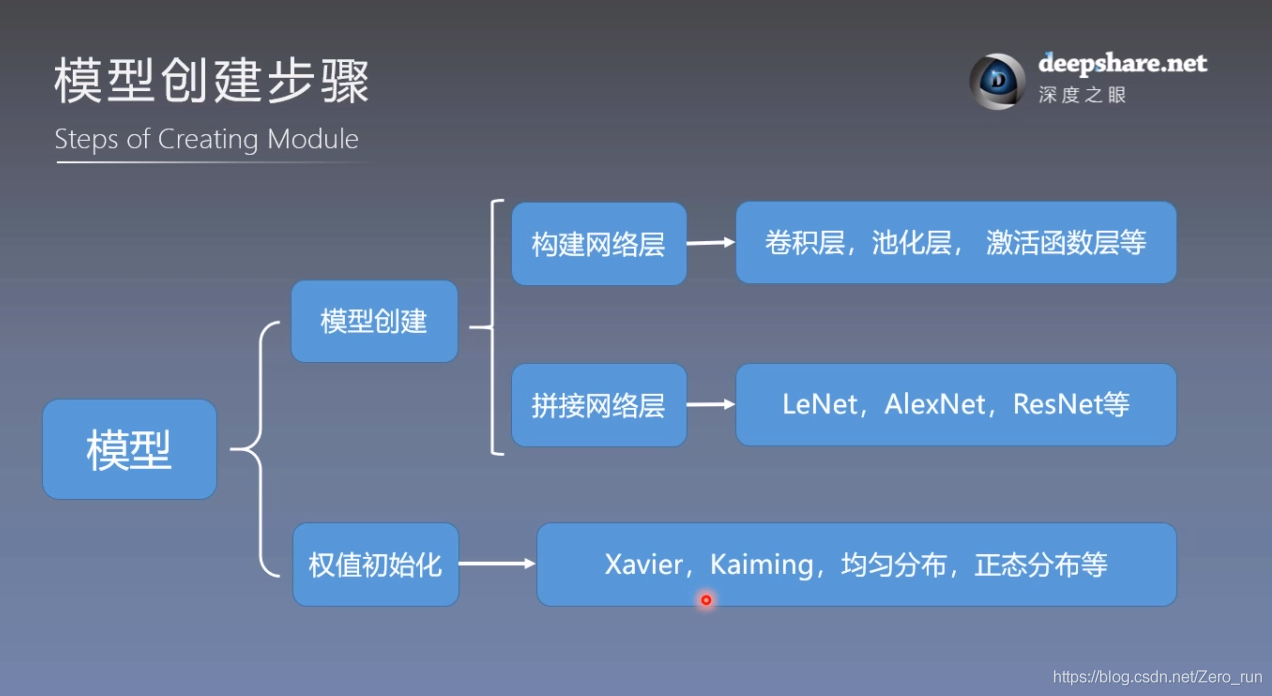 模型创建步骤
Steps of Creating Module
deepshare.net
深度之眼
构建网络层
卷积层，池化层， 激活函数层等
模型创建
拼接网络层
LeNet，AlexNet，ResNet等
模型
权值初始化
Xavier，Kaiming，均匀分布，正态分布等
https://blog.csdn.net/Zero_run